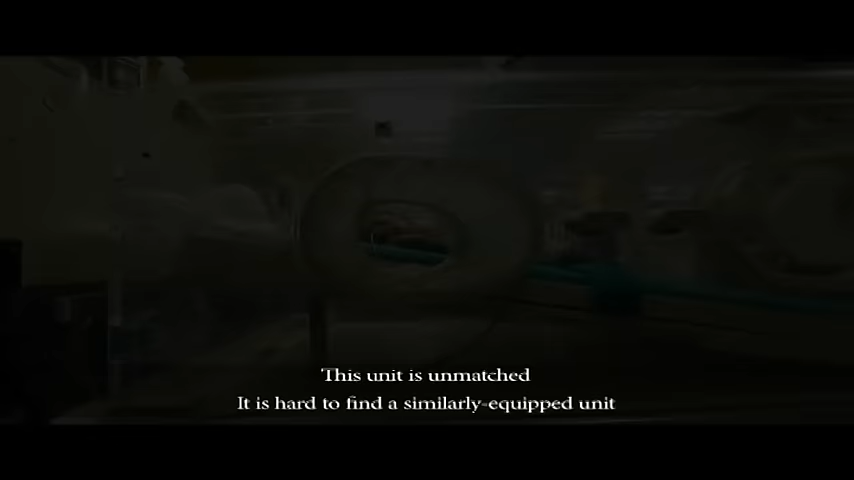 This unit is unmatched
It is hard to find a similarly-equipped unit